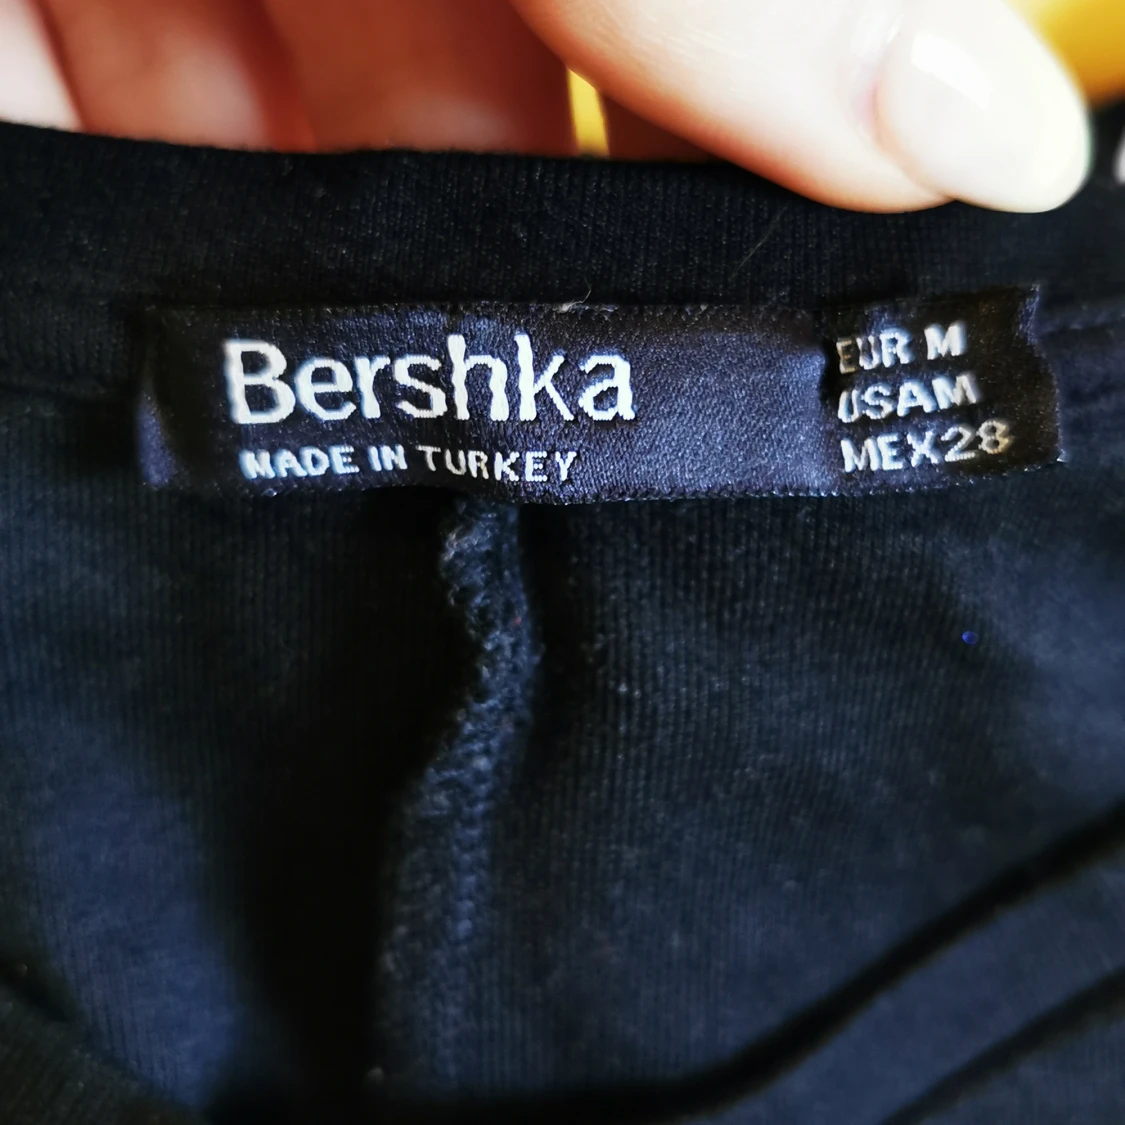 Bershka
MADE IN TURKEY
EUR M
USA M
MEX 28